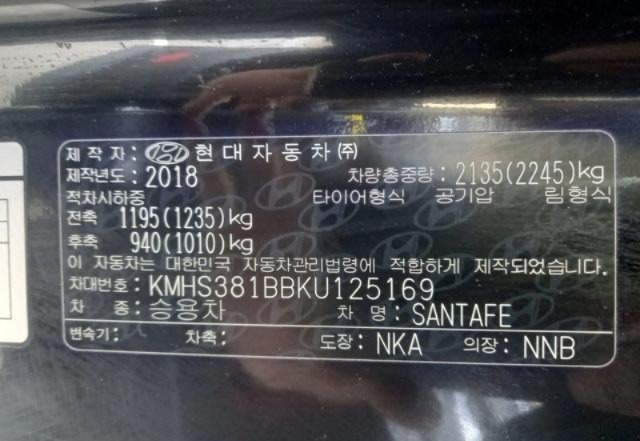 제작자: 현대자동차(주)
제작년도: 2018 차량총중량: 2135(2245)kg
적차시하중 타이어형식 공기압 림형식
전축 1195(1235)kg
후축 940(1010)kg
이 자동차는 대한민국 자동차관리법령에 적합하게 제작되었습니다.
차대번호: KMHS381BBKU125169
차 종: 승용차 차 명: SANTAFE
변속기: 차축: 도장: NKA 의장: NNB